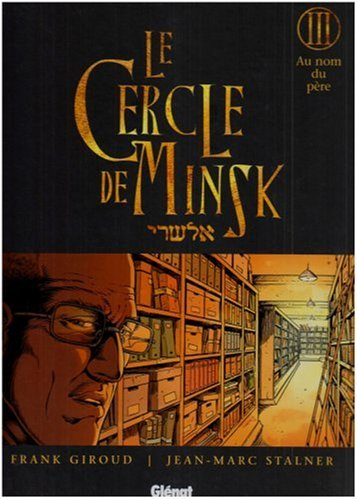 LE
CERCLE
DE MINSK
אלשרי
III
Au nom
du
père
FRANK GIROUD | JEAN-MARC STALNER
Glénat